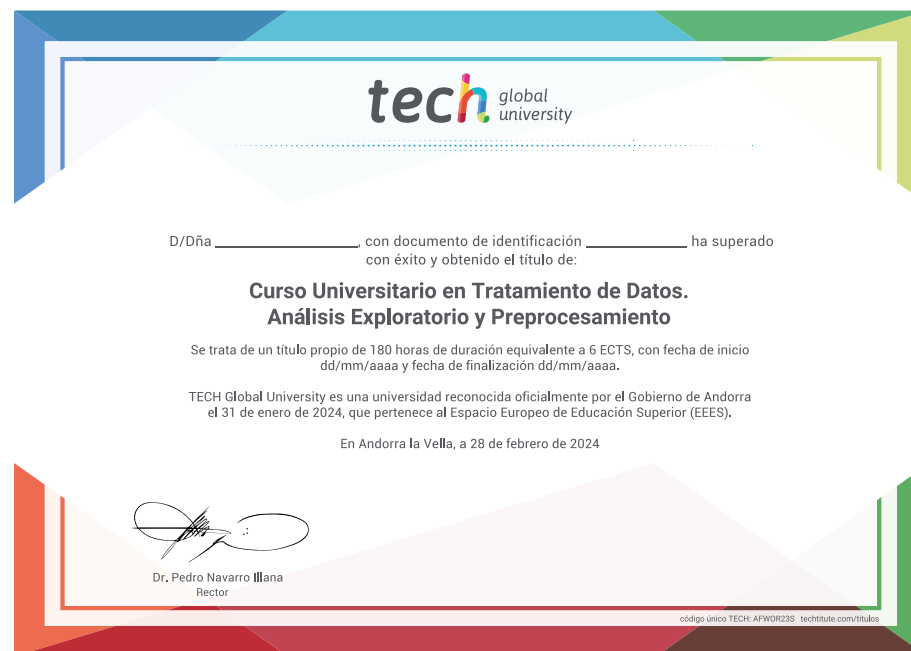 tech global university
D/Dña ____________________, con documento de identificación ______________ ha superado
con éxito y obtenido el título de:
Curso Universitario en Tratamiento de Datos.
Análisis Exploratorio y Preprocesamiento
Se trata de un título propio de 180 horas de duración equivalente a 6 ECTS, con fecha de inicio
dd/mm/aaaa y fecha de finalización dd/mm/aaaa.
TECH Global University es una universidad reconocida oficialmente por el Gobierno de Andorra
el 31 de enero de 2024, que pertenece al Espacio Europeo de Educación Superior (EEES).
En Andorra la Vella, a 28 de febrero de 2024
Dr. Pedro Navarro Illana
Rector
código único TECH: AFWOR23S techtitute.com/titulos